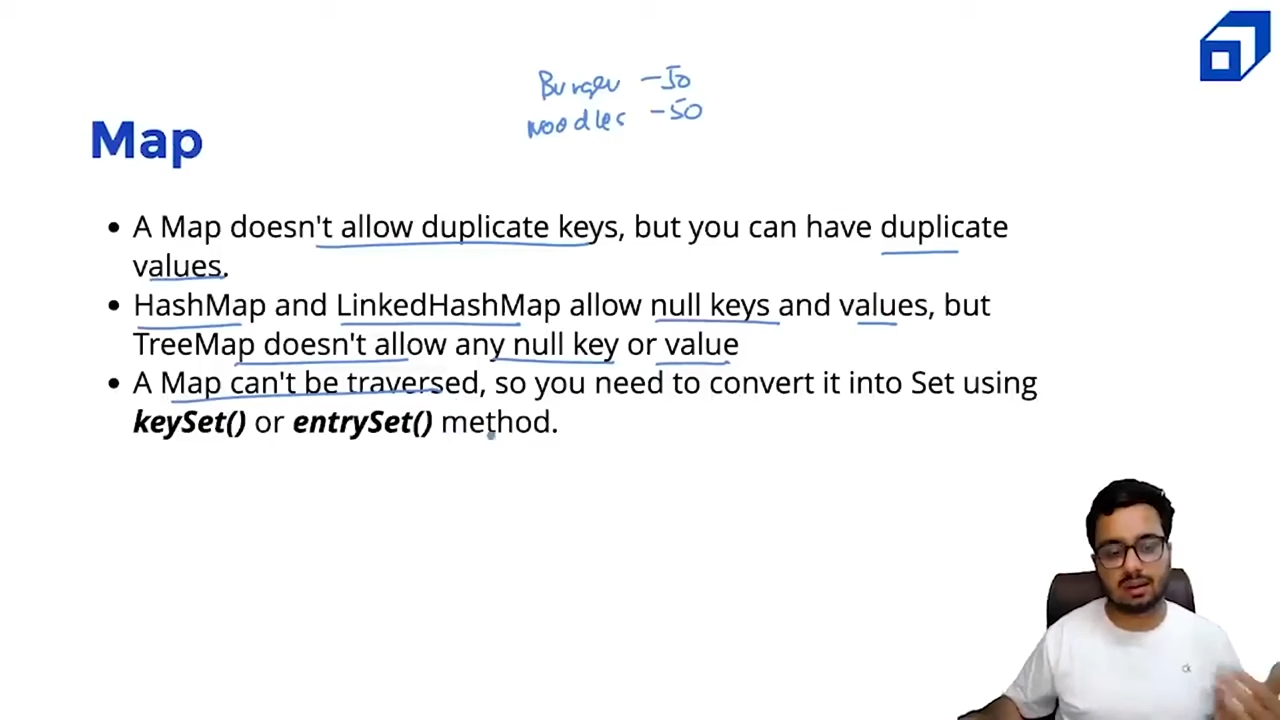 Burger - 50
Noodles - 50
Map
• A Map doesn't allow duplicate keys, but you can have duplicate
values.
• HashMap and LinkedHashMap allow null keys and values, but
TreeMap doesn't allow any null key or value
• A Map can't be traversed, so you need to convert it into Set using
keySet() or entrySet() method.